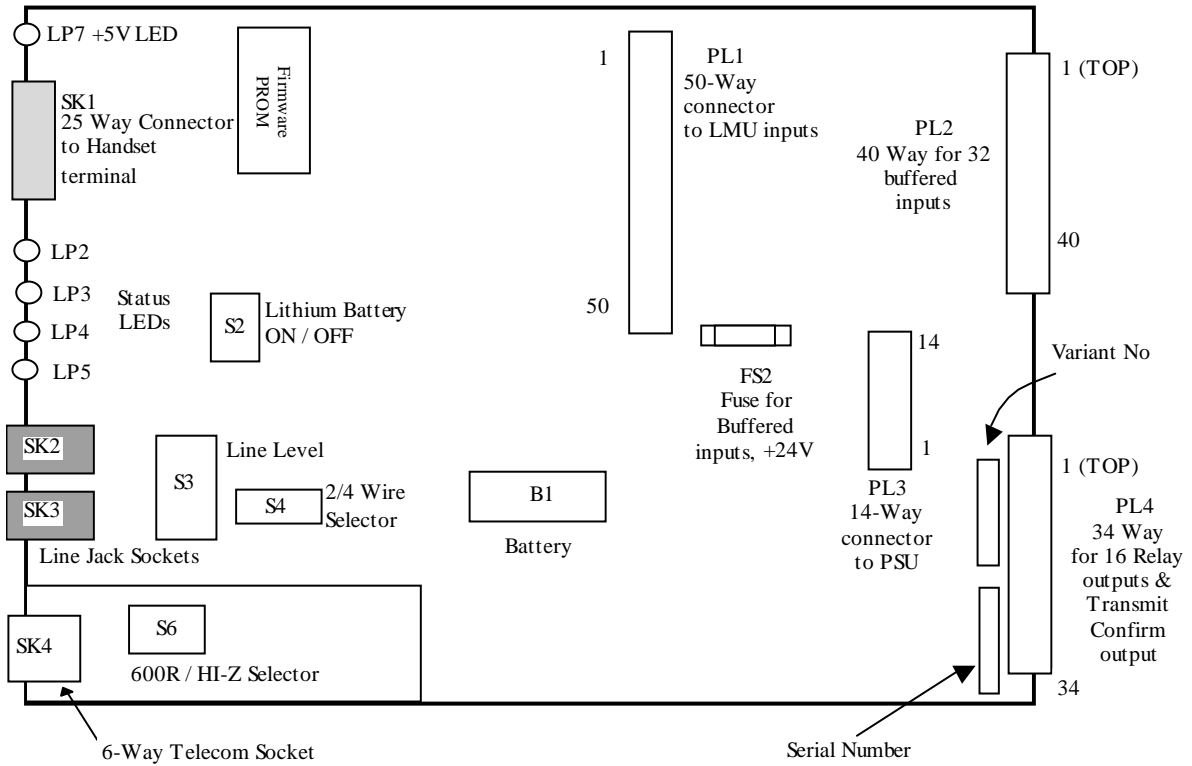 LP7 +5V LED
SK1
25 Way Connector
to Handset
terminal
Firmware
PROM
1
PL1
50-Way
connector
to LMU inputs
50
1 (TOP)
PL2
40 Way for 32
buffered
inputs
40
LP2
LP3
LP4
LP5
Status
LEDs
S2
Lithium Battery
ON / OFF
FS2
Fuse for
Buffered
inputs, +24V
14
1
PL3
14-Way
connector
to PSU
Variant No
SK2
SK3
Line Jack Sockets
S3
Line Level
S4
2/4 Wire
Selector
B1
Battery
1 (TOP)
PL4
34 Way
for 16 Relay
outputs &
Transmit
Confirm
output
34
SK4
S6
600R / HI-Z Selector
6-Way Telecom Socket
Serial Number